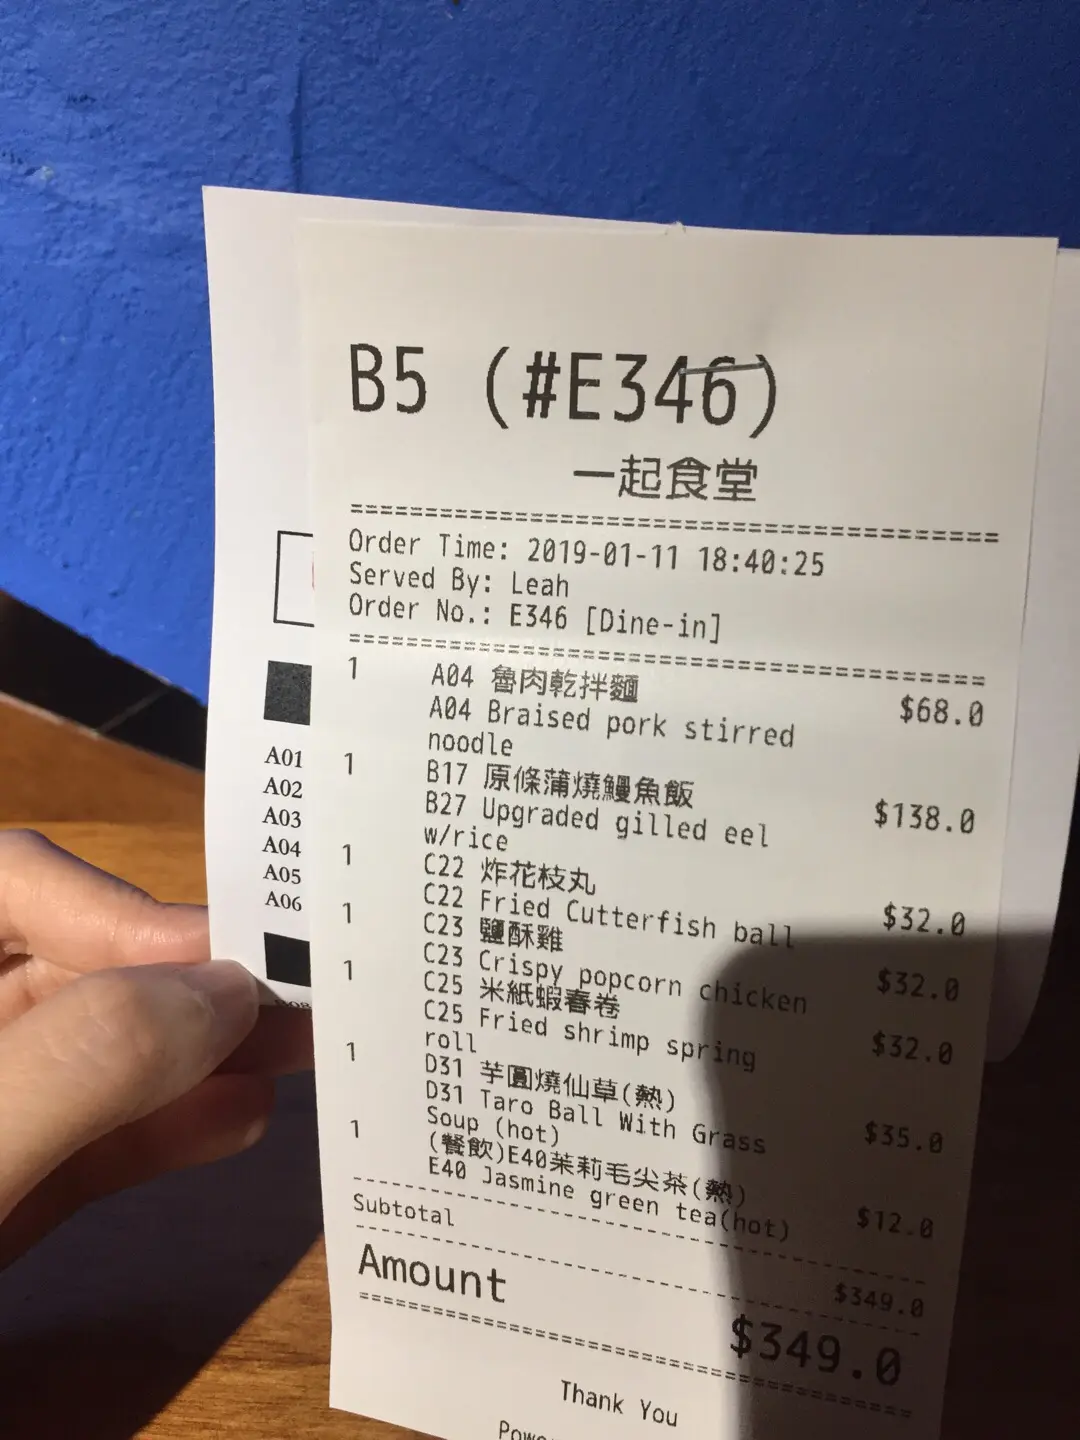 B5 (#E346)
一起食堂
Order Time: 2019-01-11 18:40:25
Served By: Leah
Order No.: E346 [Dine-in]
1 A04 魯肉乾拌麵 $68.0
A04 Braised pork stirred
noodle
1 B17 原條蒲燒鰻魚飯 $138.0
B27 Upgraded gilled eel
w/rice
1 C22 炸花枝丸 $32.0
C22 Fried Cutterfish ball
1 C23 鹽酥雞 $32.0
C23 Crispy popcorn chicken
1 C25 米紙蝦春卷 $32.0
C25 Fried shrimp spring
roll
1 D31 芋圓燒仙草(熱) $35.0
D31 Taro Ball With Grass
Soup (hot)
1 (餐飲)E40茉莉毛尖茶(熱) $12.0
E40 Jasmine green tea(hot)
Subtotal $349.0
Amount $349.0
Thank You
A01
A02
A03
A04
A05
A06